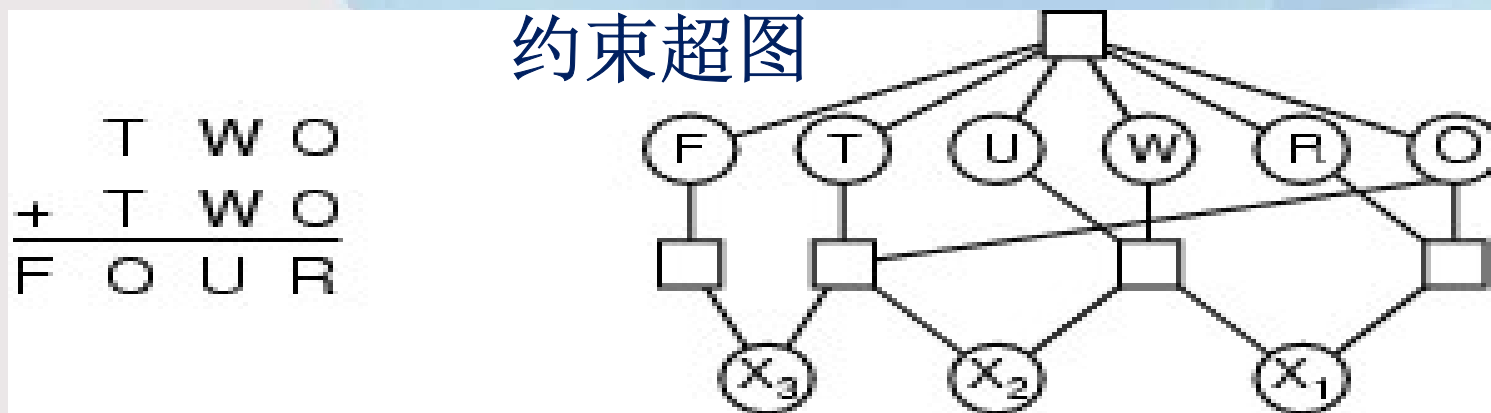 约束超图
T W O
+ T W O
F O U R
F T U W R O
X₃ X₂ X₁